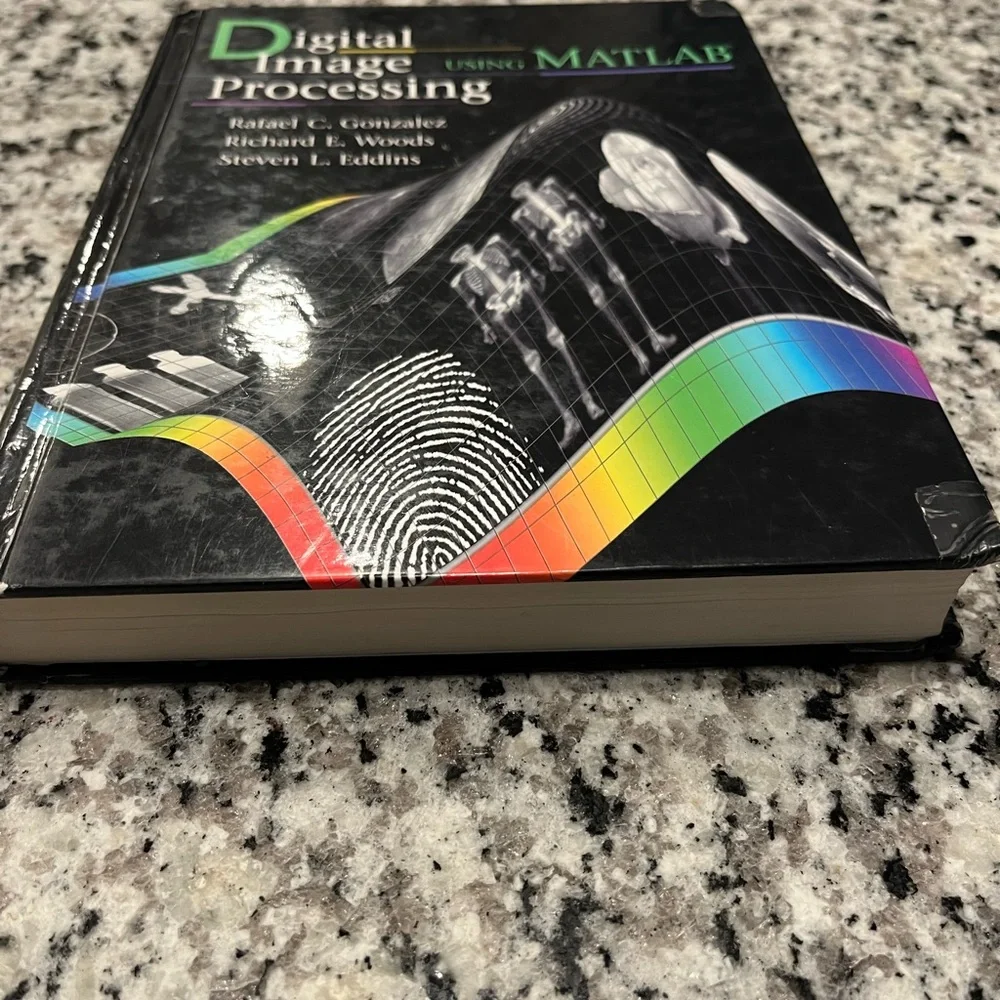 Digital
Image USING MATLAB®
Processing
Rafael C. Gonzalez
Richard E. Woods
Steven L. Eddins